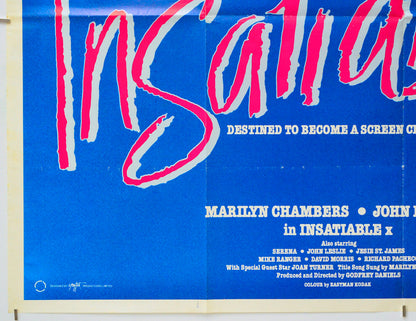 Insatia
DESTINED TO BECOME A SCREEN C
MARILYN CHAMBERS • JOHN
in INSATIABLE x
Also starring
SERENA • JOHN LESLIE • JESIE ST. JAMES
MIKE RANGER • DAVID MORRIS • RICHARD PACHECO
With Special Guest Star JOAN TURNER Title Song Sung by MARILYN
Produced and Directed by GODFREY DANIELS
COLOUR by EASTMAN KODAK